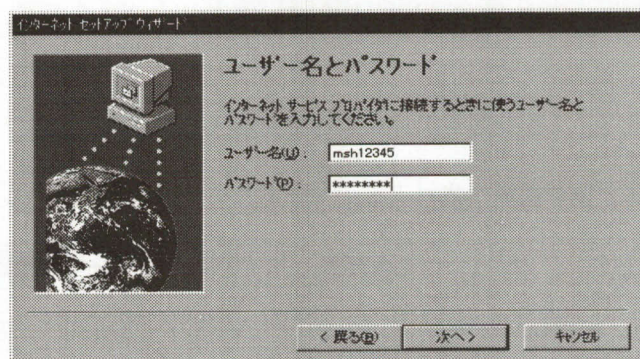 インターネット セットアップ ウィザード
ユーザー名とパスワード
インターネット サービス プロバイダに接続するときに使うユーザー名と
パスワードを入力してください。
ユーザー名(U) : msh12345
パスワード(P) : ********
< 戻る(B) 次へ > キャンセル